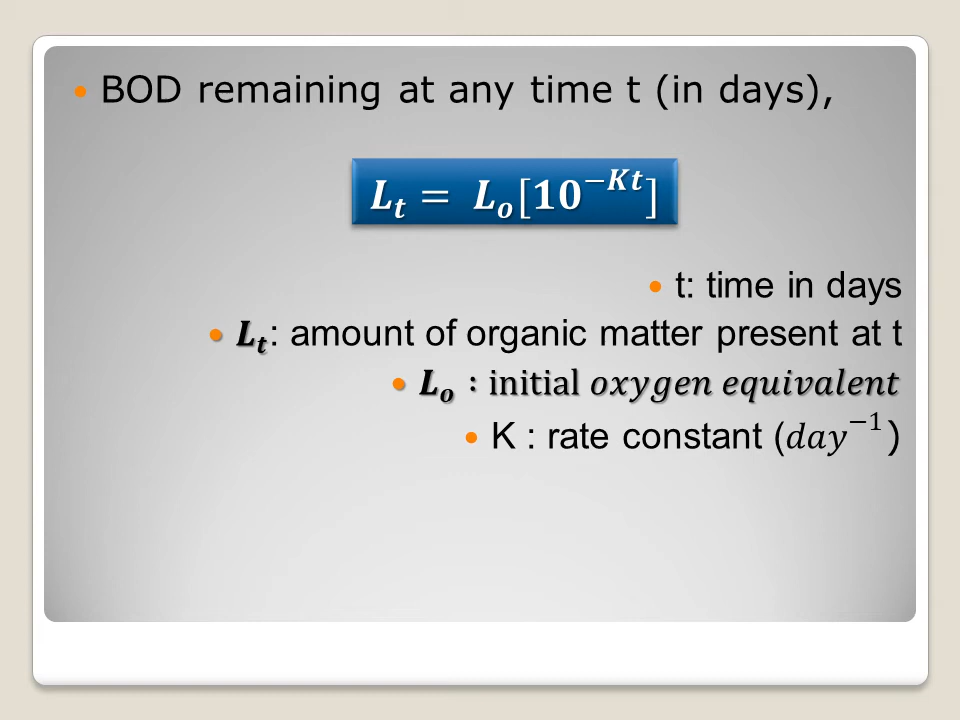 • BOD remaining at any time t (in days),
𝑳𝒕 = 𝑳𝒐[𝟏𝟎^−𝑲𝒕]
• t: time in days
• 𝑳𝒕: amount of organic matter present at t
• 𝑳𝒐 : initial 𝑜𝑥𝑦𝑔𝑒𝑛 𝑒𝑞𝑢𝑖𝑣𝑎𝑙𝑒𝑛𝑡
• K : rate constant (𝑑𝑎𝑦^−1)